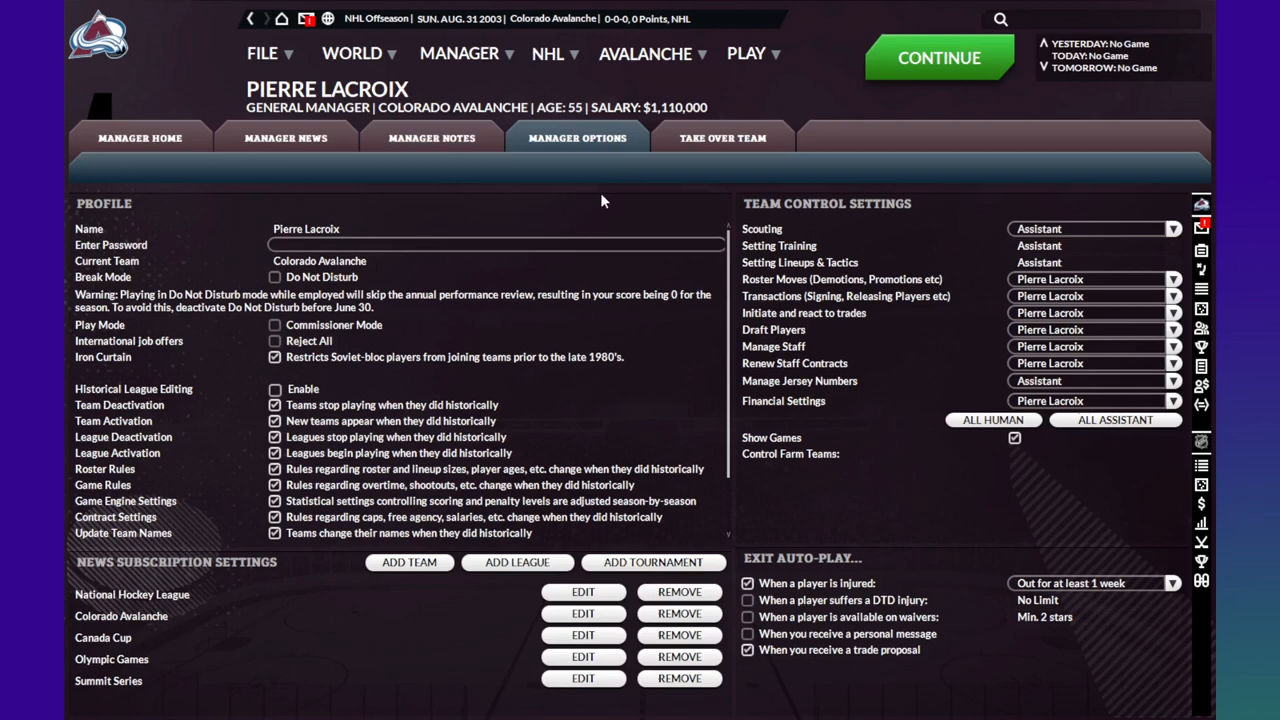 NHL Offseason | SUN. AUG. 31 2003 | Colorado Avalanche | 0-0-0, 0 Points, NHL
FILE WORLD MANAGER NHL AVALANCHE PLAY
CONTINUE
YESTERDAY: No Game
TODAY: No Game
TOMORROW: No Game
PIERRE LACROIX
GENERAL MANAGER | COLORADO AVALANCHE | AGE: 55 | SALARY: $1,110,000
MANAGER HOME MANAGER NEWS MANAGER NOTES MANAGER OPTIONS TAKE OVER TEAM
PROFILE
Name Pierre Lacroix
Enter Password
Current Team Colorado Avalanche
Break Mode Do Not Disturb
Warning: Playing in Do Not Disturb mode while employed will skip the annual performance review, resulting in your score being 0 for the
season. To avoid this, deactivate Do Not Disturb before June 30.
Play Mode Commissioner Mode
International job offers Reject All
Iron Curtain Restricts Soviet-bloc players from joining teams prior to the late 1980's.
Historical League Editing Enable
Team Deactivation Teams stop playing when they did historically
Team Activation New teams appear when they did historically
League Deactivation Leagues stop playing when they did historically
League Activation Leagues begin playing when they did historically
Roster Rules Rules regarding roster and lineup sizes, player ages, etc. change when they did historically
Game Rules Rules regarding overtime, shootouts, etc. change when they did historically
Game Engine Settings Statistical settings controlling scoring and penalty levels are adjusted season-by-season
Contract Settings Rules regarding caps, free agency, salaries, etc. change when they did historically
Update Team Names Teams change their names when they did historically
TEAM CONTROL SETTINGS
Scouting Assistant
Setting Training Assistant
Setting Lineups & Tactics Assistant
Roster Moves (Demotions, Promotions etc) Pierre Lacroix
Transactions (Signing, Releasing Players etc) Pierre Lacroix
Initiate and react to trades Pierre Lacroix
Draft Players Pierre Lacroix
Manage Staff Pierre Lacroix
Renew Staff Contracts Pierre Lacroix
Manage Jersey Numbers Assistant
Financial Settings Pierre Lacroix
ALL HUMAN ALL ASSISTANT
Show Games
Control Farm Teams:
NEWS SUBSCRIPTION SETTINGS ADD TEAM ADD LEAGUE ADD TOURNAMENT
National Hockey League EDIT REMOVE
Colorado Avalanche EDIT REMOVE
Canada Cup EDIT REMOVE
Olympic Games EDIT REMOVE
Summit Series EDIT REMOVE
EXIT AUTO-PLAY...
When a player is injured: Out for at least 1 week
When a player suffers a DTD injury: No Limit
When a player is available on waivers: Min. 2 stars
When you receive a personal message
When you receive a trade proposal